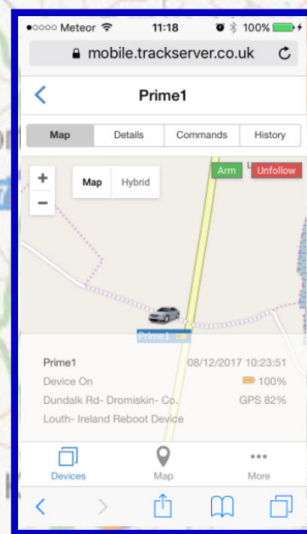 Meteor 11:18 100%
mobile.trackserver.co.uk
Prime1
Map Details Commands History
+ Map Hybrid Arm Unfollow
−
Prime1
Prime1 08/12/2017 10:23:51
Device On 100%
Dundalk Rd- Dromiskin- Co. GPS 82%
Louth- Ireland Reboot Device
Devices Map More